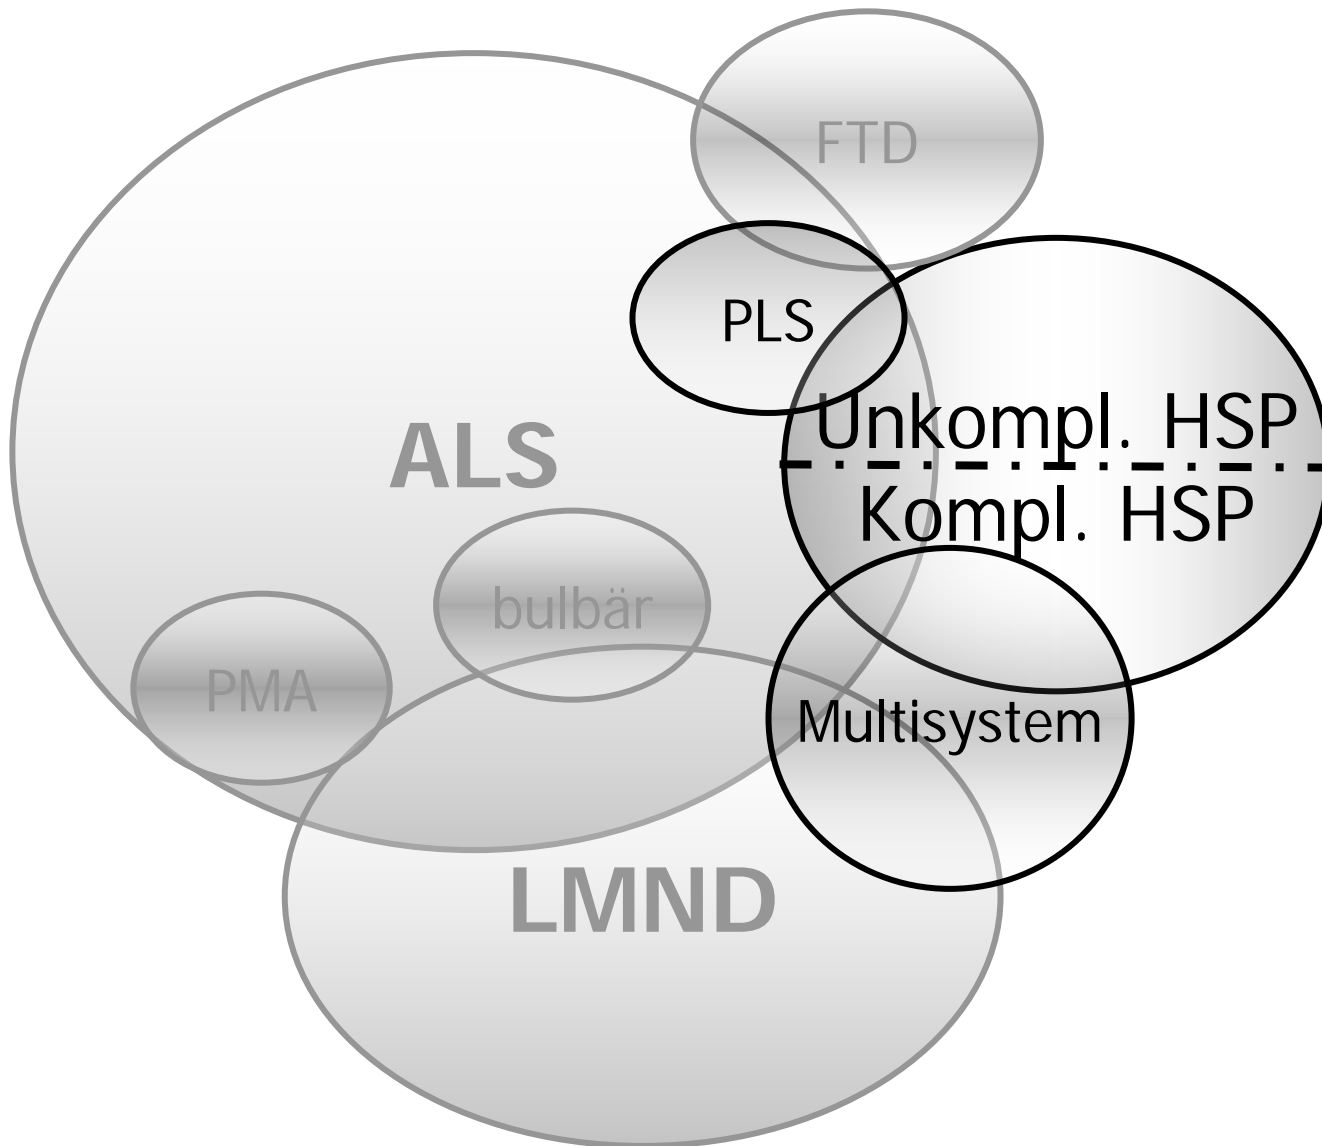 FTD
PLS
Unkompl. HSP
ALS
Kompl. HSP
bulbär
PMA
Multisystem
LMND